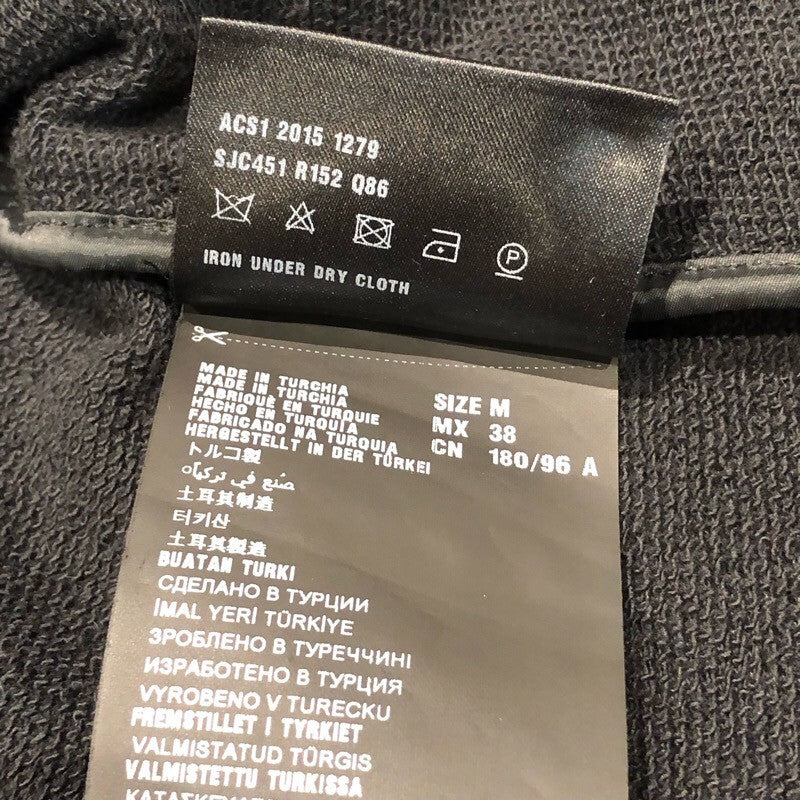 ACS1 2015 1279
SJC451 R152 Q86
P
IRON UNDER DRY CLOTH
MADE IN TURCHIA
MADE IN TURCHIA
FABRIQUÉ EN TURQUIE
HECHO EN TURQUÍA
FABRICADO NA TURQUIA
HERGESTELLT IN DER TÜRKEI
トルコ製
صنع في تركيا
土耳其制造
터키산
土耳其製造
BUATAN TURKI
СДЕЛАНО В ТУРЦИИ
İMAL YERİ TÜRKİYE
ЗРОБЛЕНО В ТУРЕЧЧИНІ
ИЗРАБОТЕНО В ТУРЦИЯ
VYROBENO V TURECKU
FREMSTILLET I TYRKIET
VALMISTATUD TÜRGIS
VALMISTETTU TURKISSA
SIZE M
MX 38
CN 180/96 A